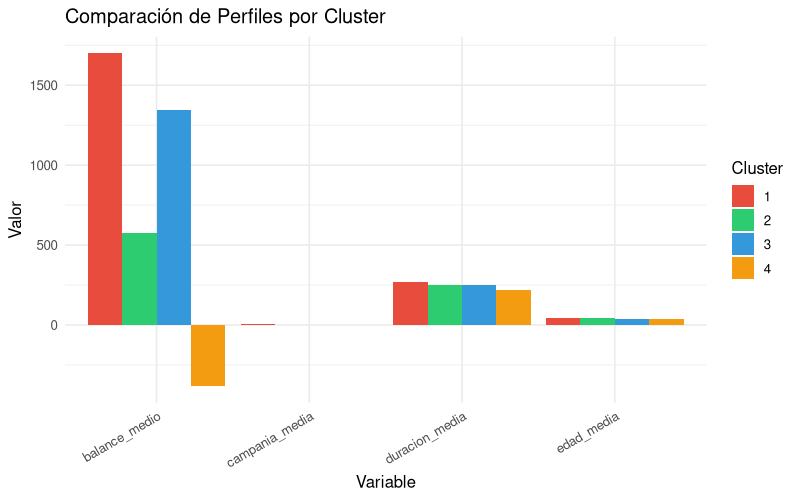 Comparación de Perfiles por Cluster
Valor
1500
1000
500
0
balance_medio
campania_media
duracion_media
edad_media
Variable
Cluster
1
2
3
4